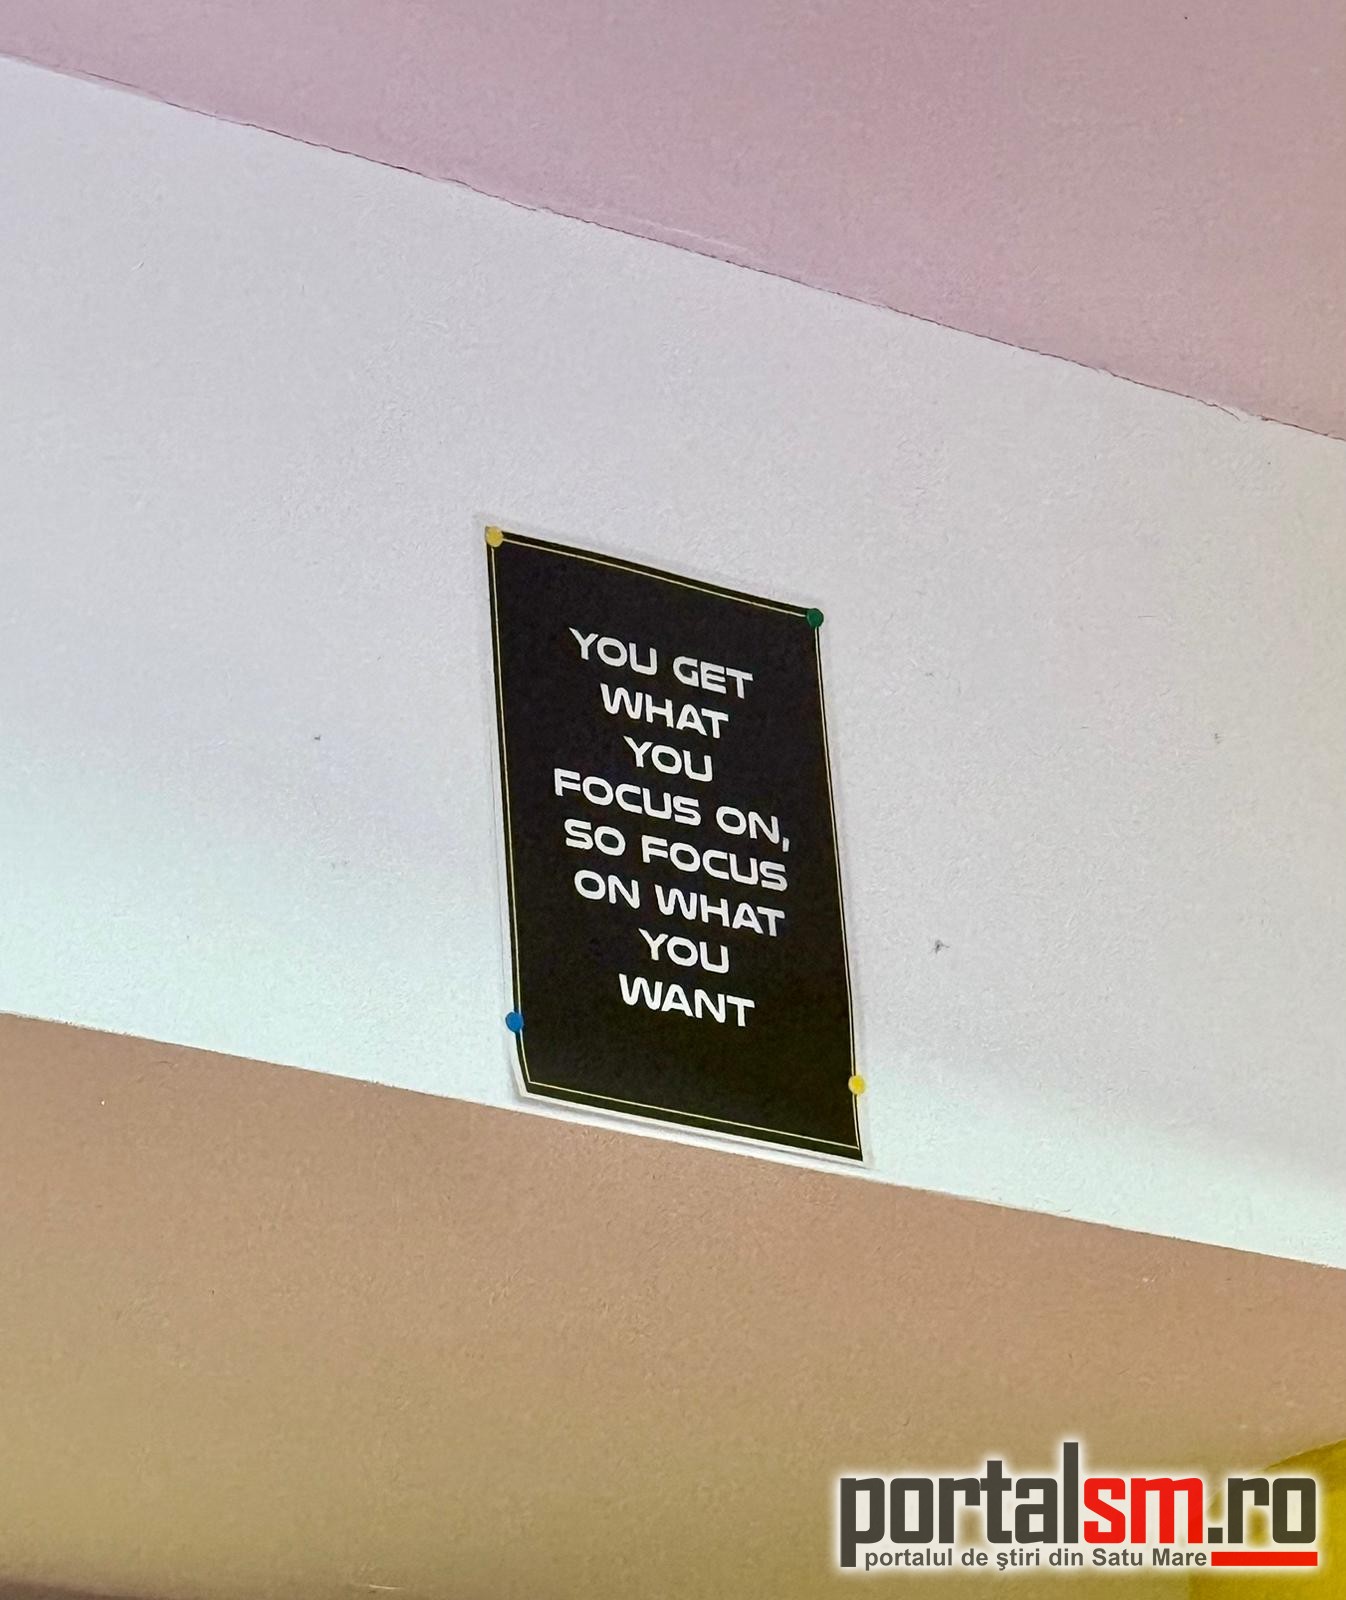 YOU GET
WHAT
YOU
FOCUS ON,
SO FOCUS
ON WHAT
YOU
WANT
portalsm.ro
portalul de ştiri din Satu Mare